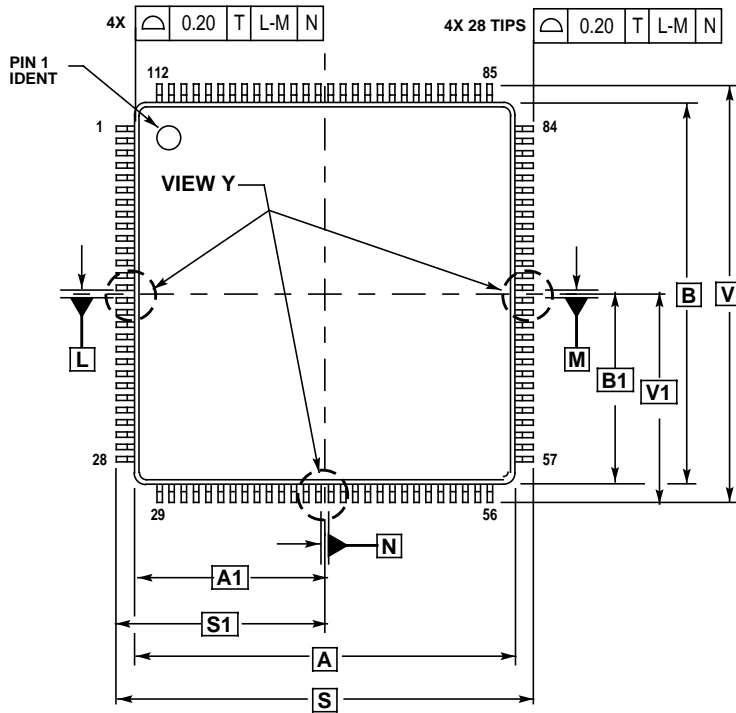 4X ⌓ 0.20 T L-M N
4X 28 TIPS ⌓ 0.20 T L-M N
PIN 1
IDENT
112
85
1
84
VIEW Y
L
M
B
V
B1
V1
28
57
29
56
N
A1
S1
A
S